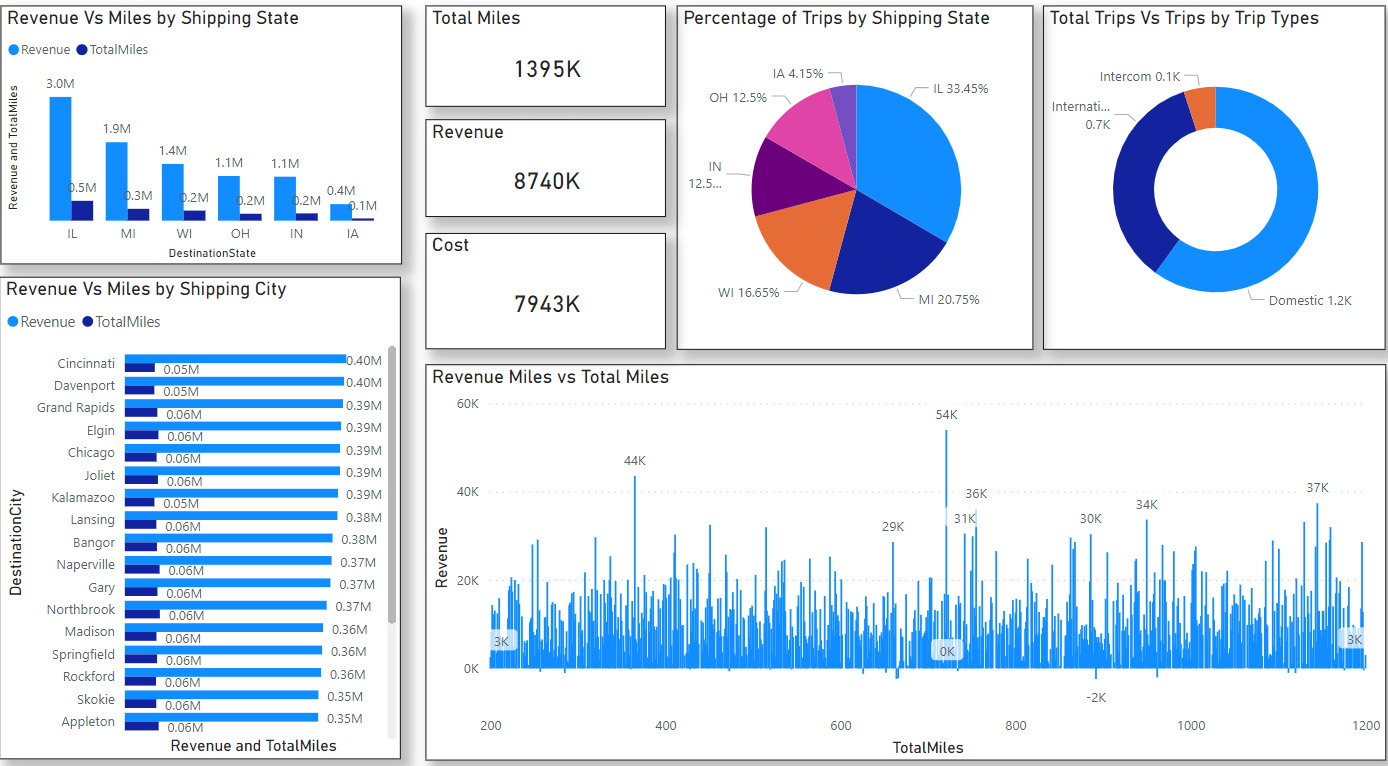 Revenue Vs Miles by Shipping State
Revenue TotalMiles
Revenue and TotalMiles
3.0M
0.5M
1.9M
0.3M
1.4M
0.2M
1.1M
0.2M
1.1M
0.2M
0.4M
0.1M
IL MI WI OH IN IA
DestinationState
Total Miles
1395K
Revenue
8740K
Cost
7943K
Percentage of Trips by Shipping State
IL 33.45%
MI 20.75%
WI 16.65%
IN
12.5...
OH 12.5%
IA 4.15%
Total Trips Vs Trips by Trip Types
Intercom 0.1K
Internati...
0.7K
Domestic 1.2K
Revenue Vs Miles by Shipping City
Revenue TotalMiles
DestinationCity
Cincinnati 0.40M
0.05M
Davenport 0.40M
0.05M
Grand Rapids 0.39M
0.06M
Elgin 0.39M
0.06M
Chicago 0.39M
0.06M
Joliet 0.39M
0.06M
Kalamazoo 0.39M
0.05M
Lansing 0.38M
0.06M
Bangor 0.38M
0.06M
Naperville 0.37M
0.06M
Gary 0.37M
0.06M
Northbrook 0.37M
0.06M
Madison 0.36M
0.06M
Springfield 0.36M
0.06M
Rockford 0.36M
0.06M
Skokie 0.35M
0.06M
Appleton 0.35M
0.06M
Revenue and TotalMiles
Revenue Miles vs Total Miles
Revenue
60K
40K
20K
0K
3K
44K
29K
54K
0K
31K
36K
30K
-2K
34K
37K
3K
200 400 600 800 1000 1200
TotalMiles